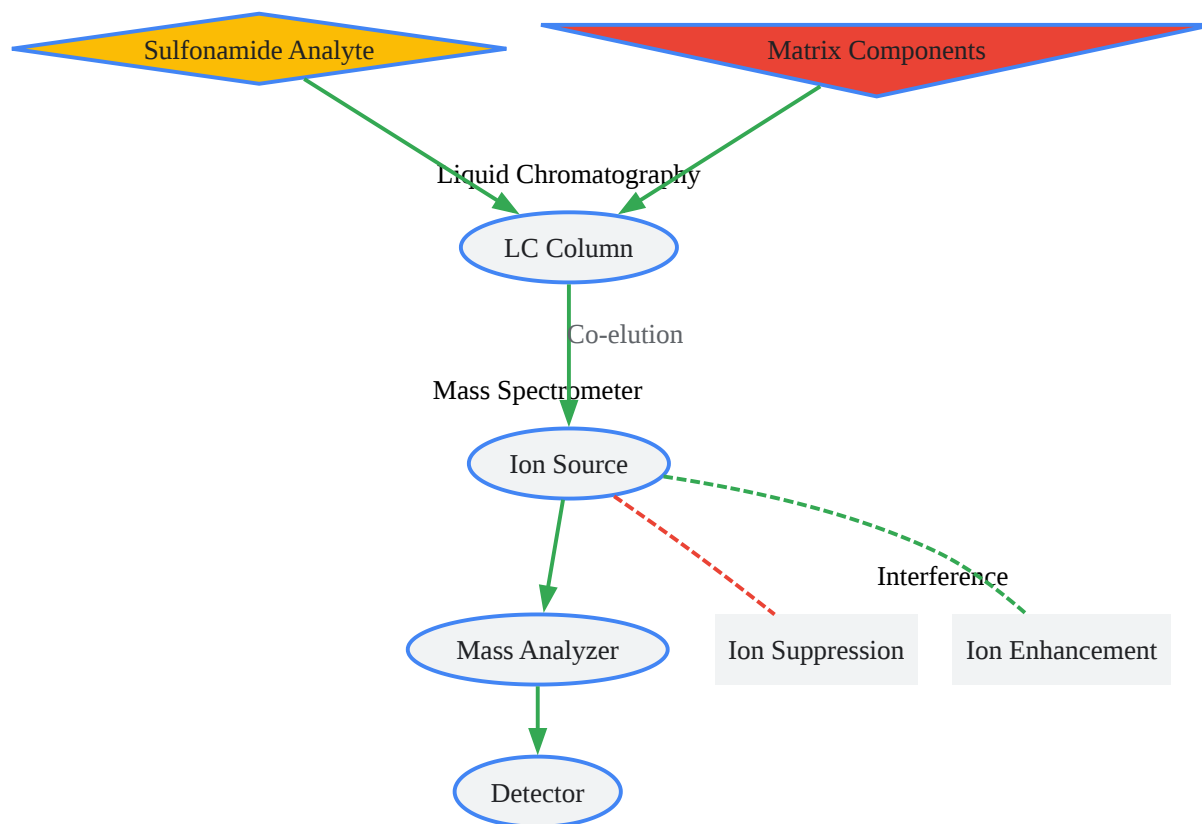 Sulfonamide Analyte
Matrix Components
Liquid Chromatography
LC Column
Co-elution
Mass Spectrometer
Ion Source
Interference
Mass Analyzer
Ion Suppression
Ion Enhancement
Detector